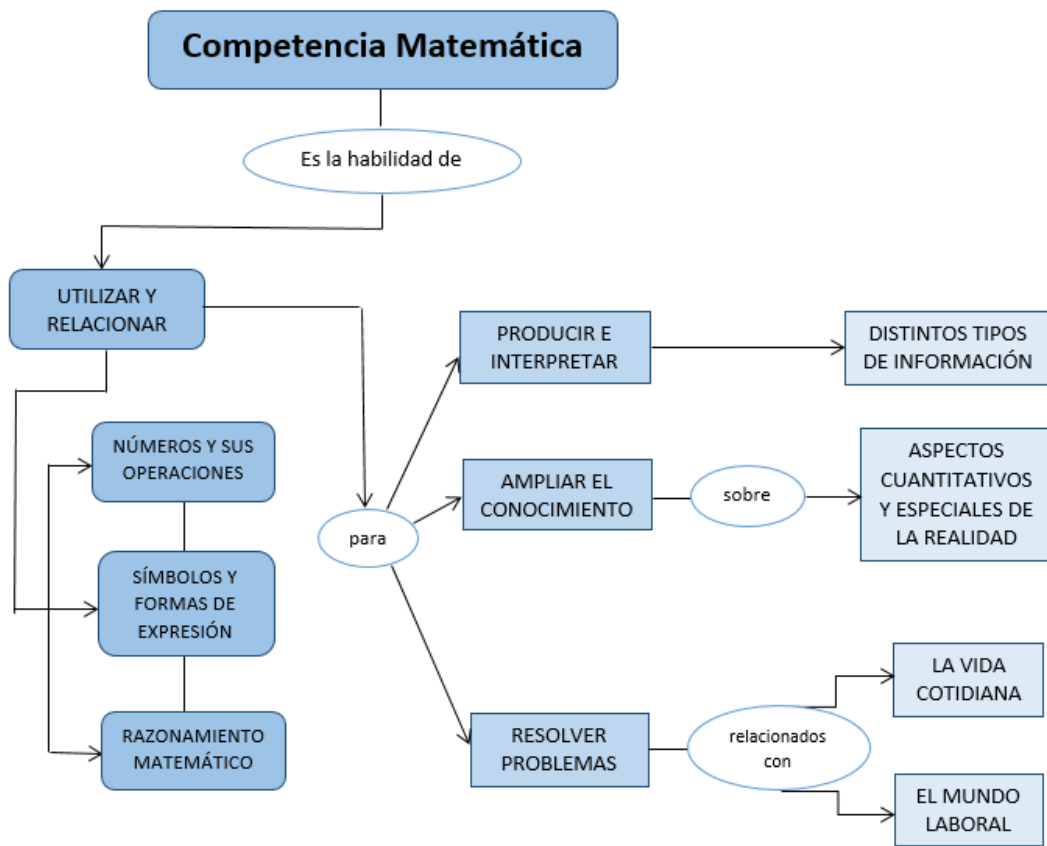 Competencia Matemática
Es la habilidad de
UTILIZAR Y
RELACIONAR
NÚMEROS Y SUS
OPERACIONES
SÍMBOLOS Y
FORMAS DE
EXPRESIÓN
RAZONAMIENTO
MATEMÁTICO
para
PRODUCIR E
INTERPRETAR
DISTINTOS TIPOS
DE INFORMACIÓN
AMPLIAR EL
CONOCIMIENTO
sobre
ASPECTOS
CUANTITATIVOS
Y ESPECIALES DE
LA REALIDAD
RESOLVER
PROBLEMAS
relacionados
con
LA VIDA
COTIDIANA
EL MUNDO
LABORAL